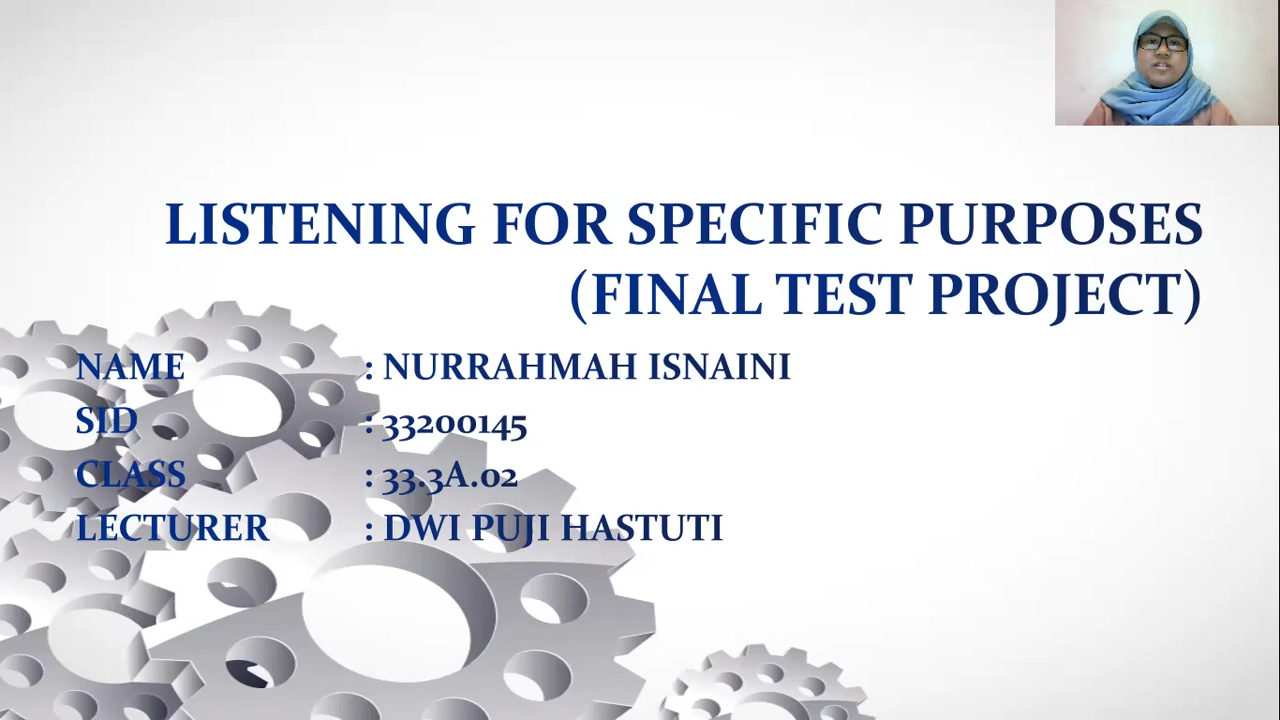 LISTENING FOR SPECIFIC PURPOSES
(FINAL TEST PROJECT)
NAME : NURRAHMAH ISNAINI
SID : 33200145
CLASS : 33.3A.02
LECTURER : DWI PUJI HASTUTI